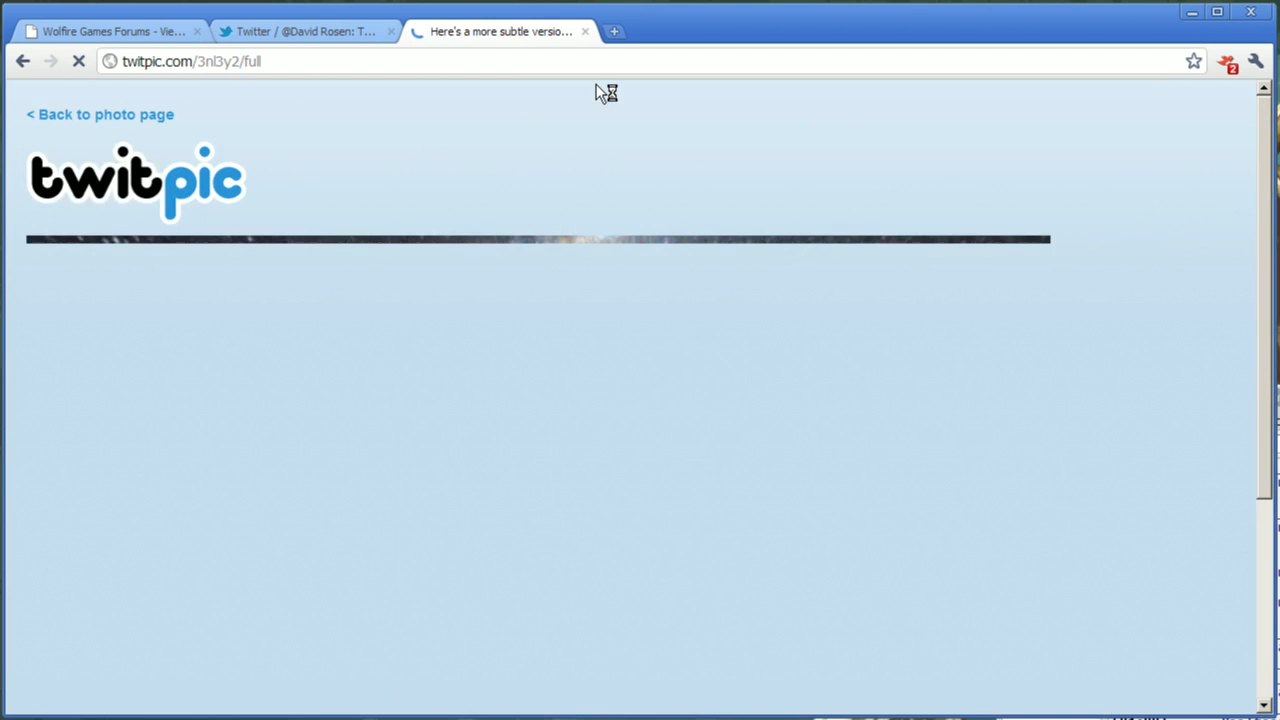 Wolfire Games Forums - Vie...
Twitter / @David Rosen: T...
Here's a more subtle versio...
twitpic.com/3nl3y2/full
2
< Back to photo page
twitpic